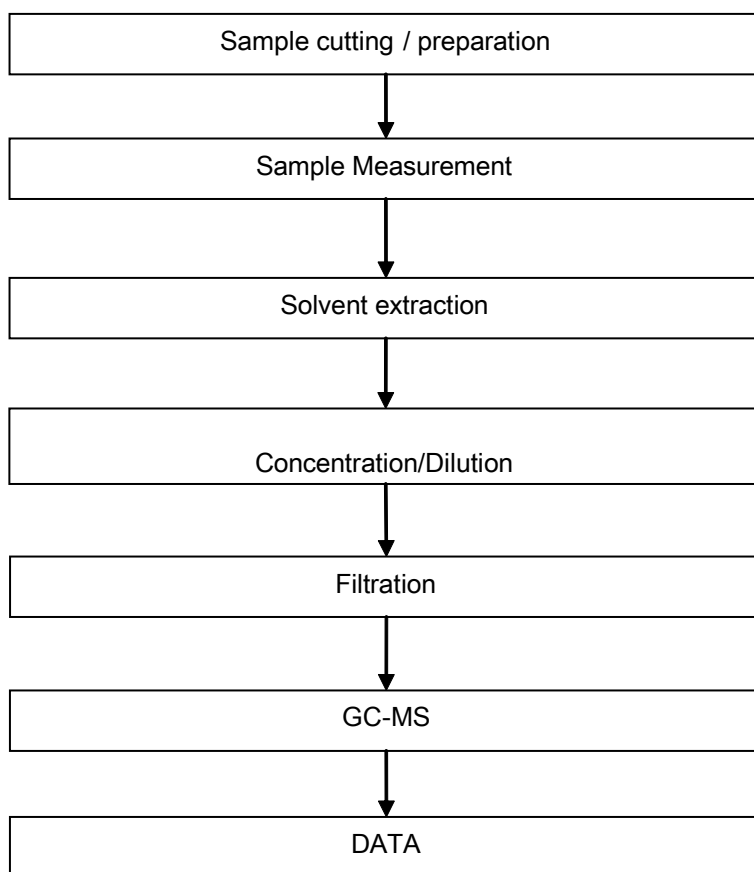 Sample cutting / preparation
Sample Measurement
Solvent extraction
Concentration/Dilution
Filtration
GC-MS
DATA